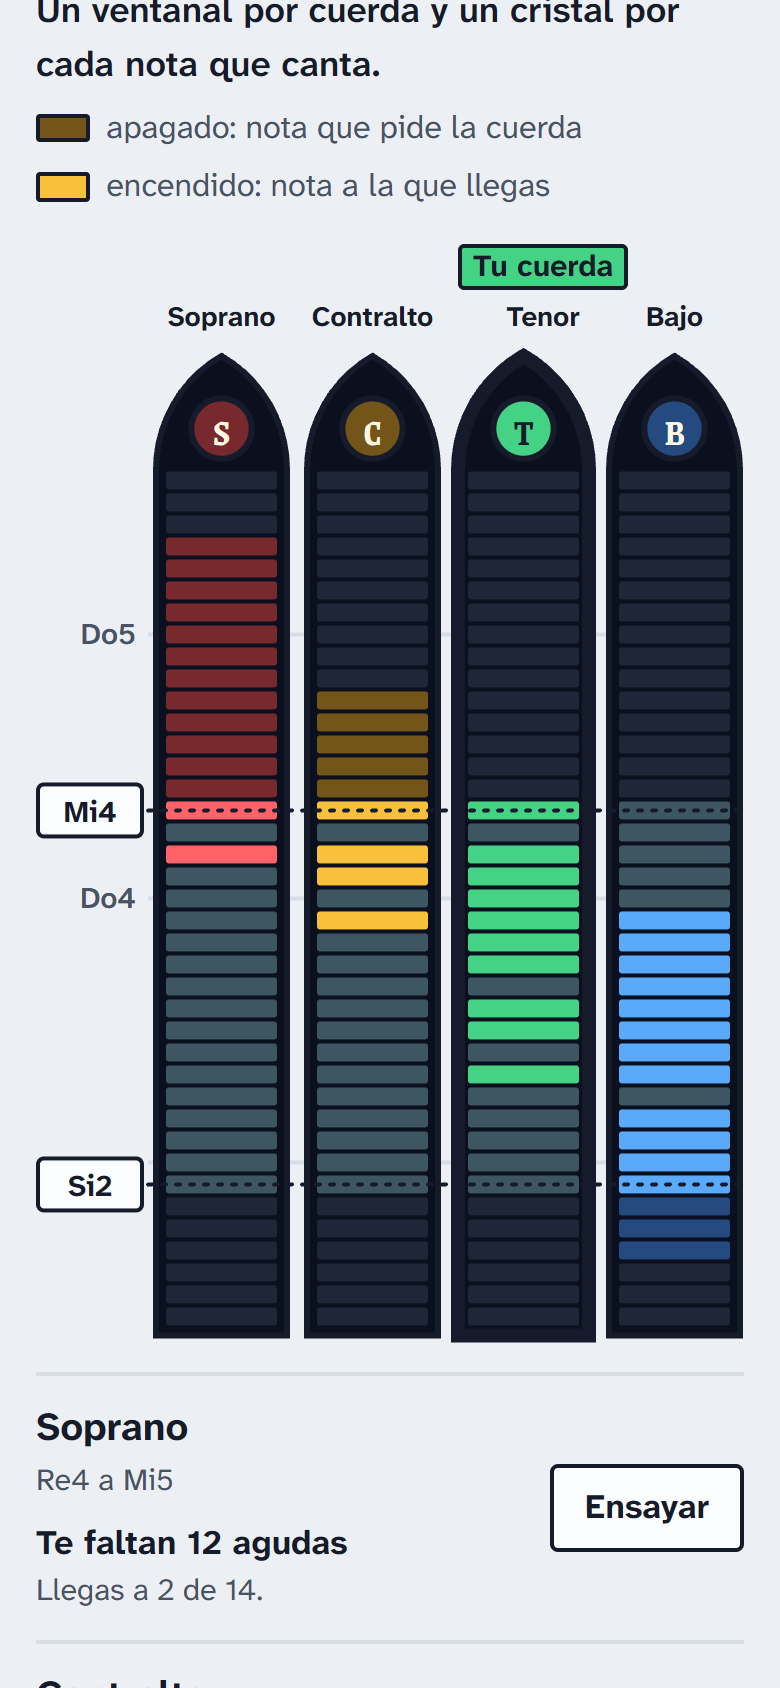 Un ventanal por cuerda y un cristal por
cada nota que canta.
apagado: nota que pide la cuerda
encendido: nota a la que llegas
Tu cuerda
Soprano Contralto Tenor Bajo
S C T B
Do5
Mi4
Do4
Si2
Soprano
Re4 a Mi5
Ensayar
Te faltan 12 agudas
Llegas a 2 de 14.
Contralto